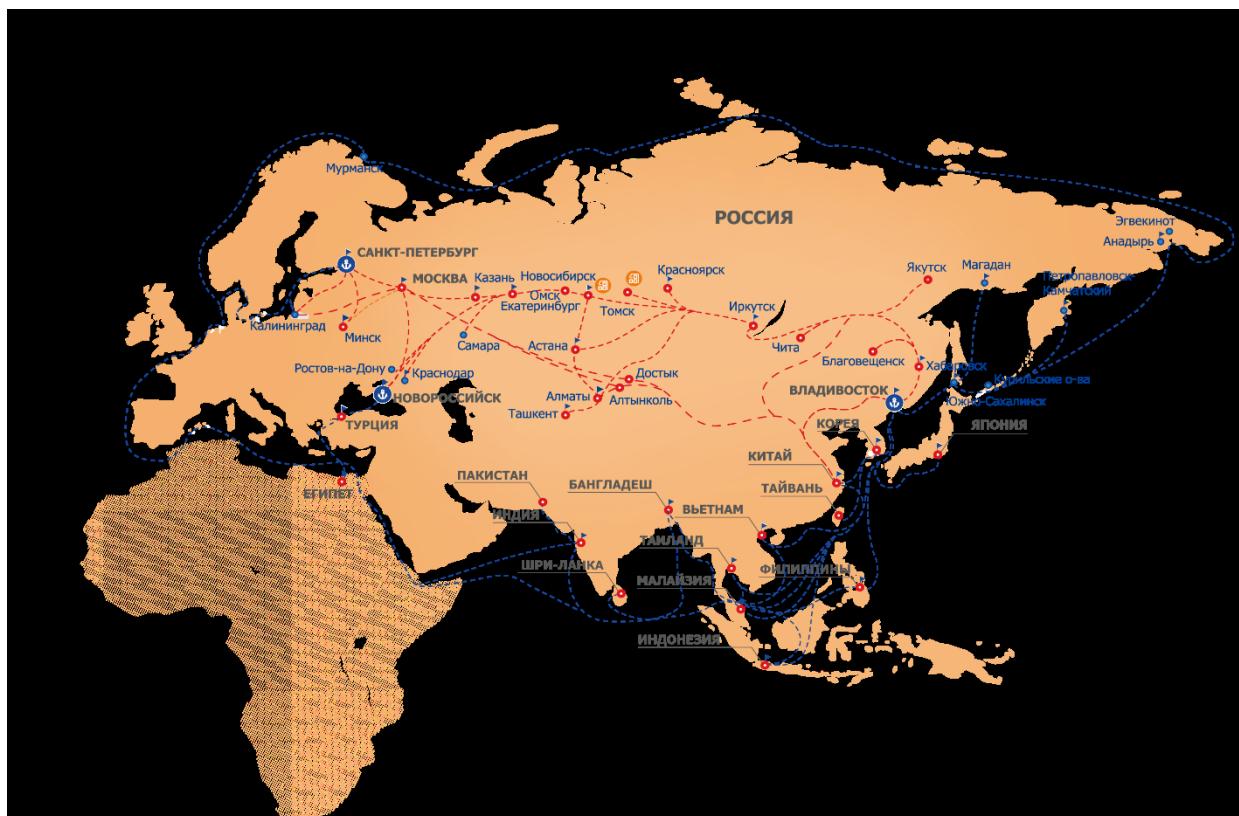 Мурманск
РОССИЯ
Эгвекинот
Анадырь
САНКТ-ПЕТЕРБУРГ
МОСКВА
Казань
Новосибирск
Красноярск
Якутск
Магадан
Петропавловск-
Камчатский
Омск
Екатеринбург
Томск
Иркутск
Калининград
Минск
Самара
Астана
Чита
Благовещенск
Хабаровск
Ростов-на-Дону
Краснодар
Достык
Курильские о-ва
НОВОРОССИЙСК
Алматы
Алтынколь
ВЛАДИВОСТОК
Южно-Сахалинск
Ташкент
ТУРЦИЯ
КОРЕЯ
ЯПОНИЯ
КИТАЙ
ПАКИСТАН
БАНГЛАДЕШ
ТАЙВАНЬ
ЕГИПЕТ
ИНДИЯ
ВЬЕТНАМ
ТАИЛАНД
ШРИ-ЛАНКА
ФИЛИППИНЫ
МАЛАЙЗИЯ
ИНДОНЕЗИЯ